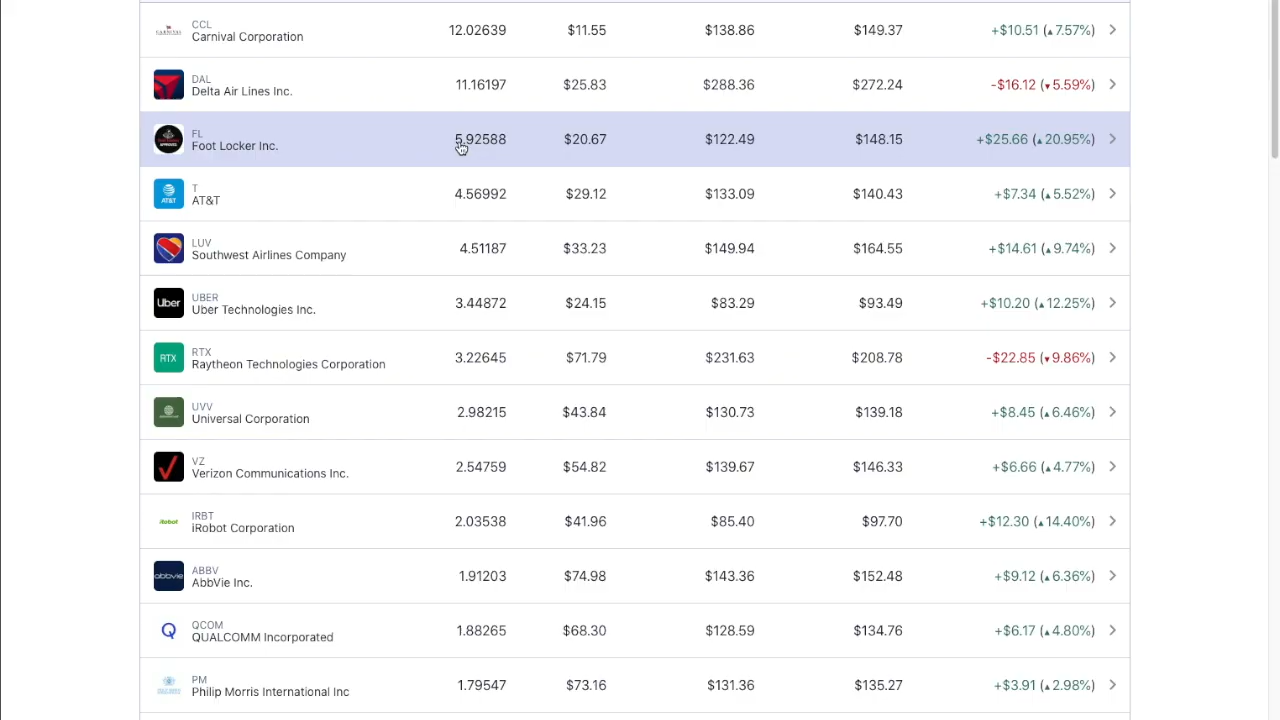 CCL
Carnival Corporation 12.02639 $11.55 $138.86 $149.37 +$10.51 (▲7.57%)
DAL
Delta Air Lines Inc. 11.16197 $25.83 $288.36 $272.24 -$16.12 (▼5.59%)
FL
Foot Locker Inc. 5.92588 $20.67 $122.49 $148.15 +$25.66 (▲20.95%)
T
AT&T 4.56992 $29.12 $133.09 $140.43 +$7.34 (▲5.52%)
AT&T
LUV
Southwest Airlines Company 4.51187 $33.23 $149.94 $164.55 +$14.61 (▲9.74%)
UBER
Uber
Uber Technologies Inc. 3.44872 $24.15 $83.29 $93.49 +$10.20 (▲12.25%)
RTX
RTX
Raytheon Technologies Corporation 3.22645 $71.79 $231.63 $208.78 -$22.85 (▼9.86%)
UVV
Universal Corporation 2.98215 $43.84 $130.73 $139.18 +$8.45 (▲6.46%)
VZ
Verizon Communications Inc. 2.54759 $54.82 $139.67 $146.33 +$6.66 (▲4.77%)
IRBT
iRobot
iRobot Corporation 2.03538 $41.96 $85.40 $97.70 +$12.30 (▲14.40%)
ABBV
abbvie
AbbVie Inc. 1.91203 $74.98 $143.36 $152.48 +$9.12 (▲6.36%)
QCOM
Q
QUALCOMM Incorporated 1.88265 $68.30 $128.59 $134.76 +$6.17 (▲4.80%)
PM
Philip Morris International Inc 1.79547 $73.16 $131.36 $135.27 +$3.91 (▲2.98%)